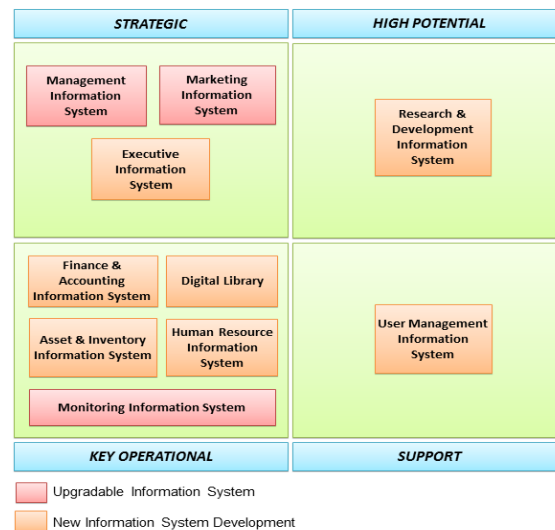 STRATEGIC
HIGH POTENTIAL
Management
Information
System
Marketing
Information
System
Executive
Information
System
Research &
Development
Information
System
Finance &
Accounting
Information System
Digital Library
Asset & Inventory
Information System
Human Resource
Information
System
Monitoring Information System
User Management
Information
System
KEY OPERATIONAL
SUPPORT
Upgradable Information System
New Information System Development